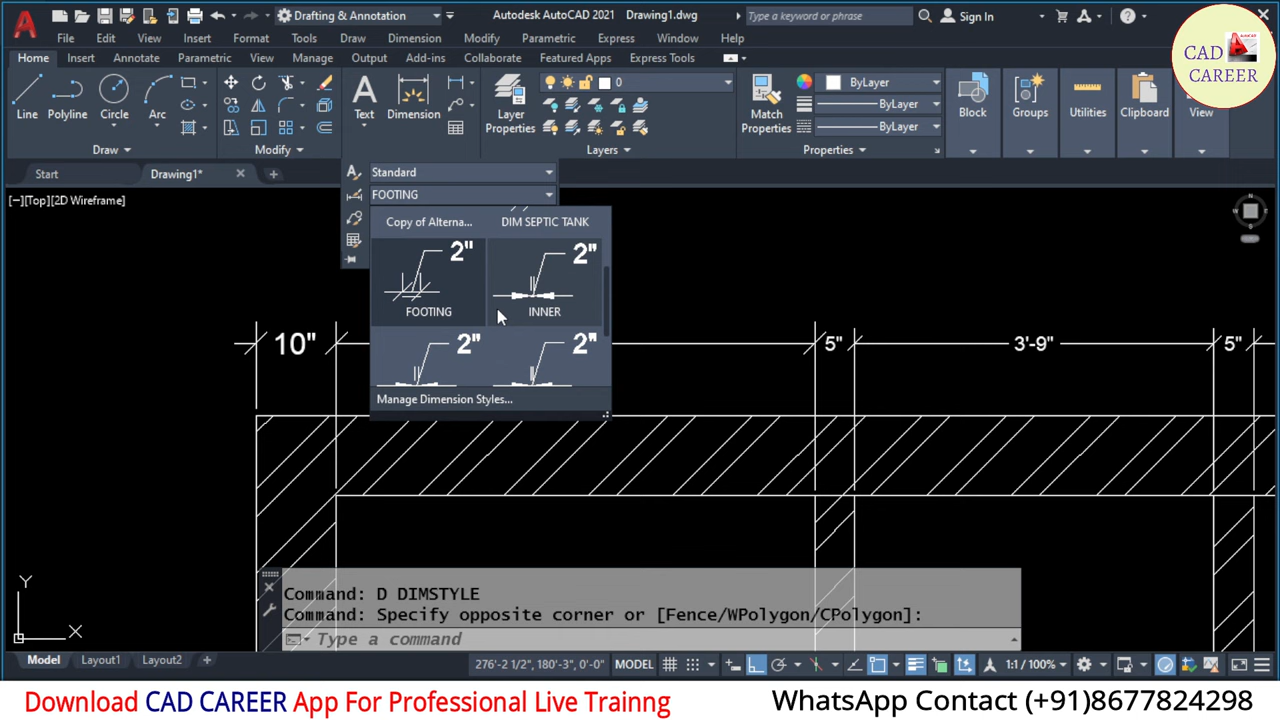 Drafting & Annotation
Autodesk AutoCAD 2021 Drawing1.dwg
Type a keyword or phrase
Sign In
File Edit View Insert Format Tools Draw Dimension Modify Parametric Express Window Help
Home Insert Annotate Parametric View Manage Output Add-ins Collaborate Featured Apps Express Tools
CAD
CAREER
0
ByLayer
ByLayer
ByLayer
Line Polyline Circle Arc
Text Dimension
Layer
Properties
Match
Properties
Block Groups Utilities Clipboard View
Draw Modify Layers Properties
Start Drawing1*
Standard
[−][Top][2D Wireframe]
FOOTING
Copy of Alterna... DIM SEPTIC TANK
2" 2"
FOOTING INNER
2" 2"
Manage Dimension Styles...
10" 5" 3'-9" 5"
Y
X
Command: D DIMSTYLE
Command: Specify opposite corner or [Fence/WPolygon/CPolygon]:
Type a command
Model Layout1 Layout2 +
276'-2 1/2", 180'-3", 0'-0" MODEL 1:1 / 100%
Download CAD CAREER App For Professional Live Trainng
WhatsApp Contact (+91)8677824298